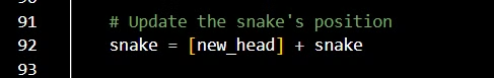 91 # Update the snake's position
92 snake = [new_head] + snake
93